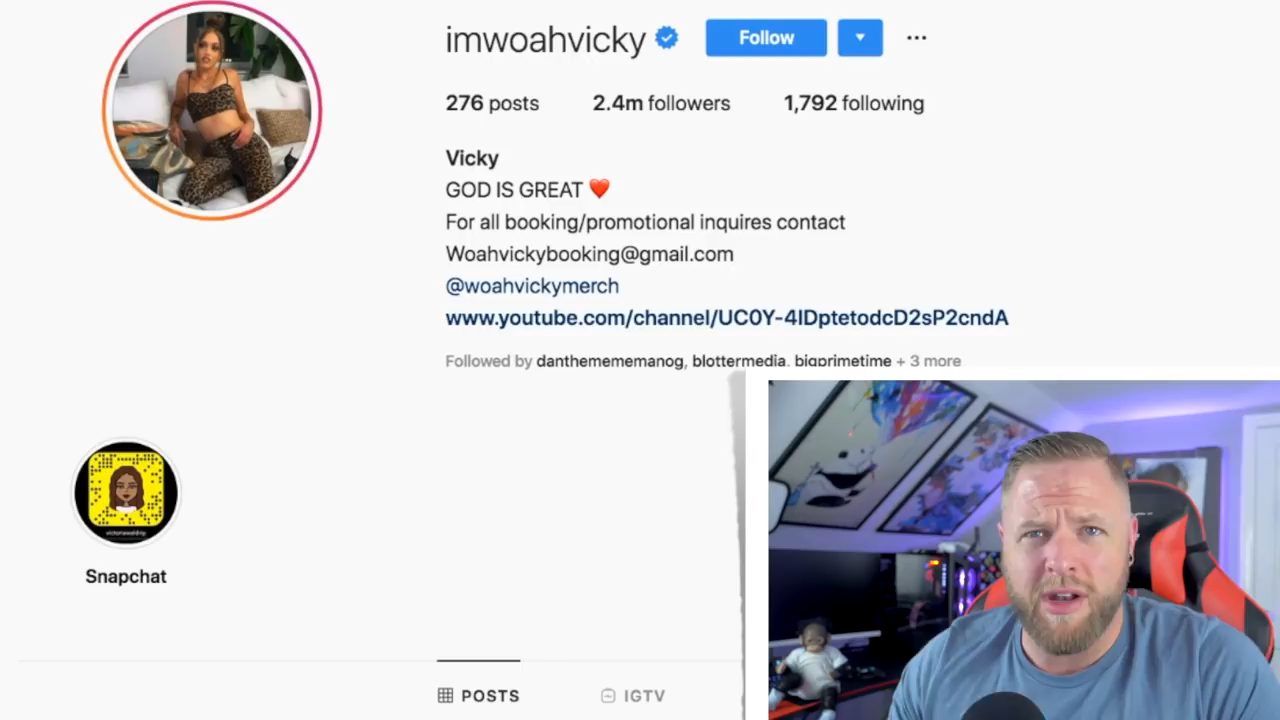 imwoahvicky Follow ...
276 posts 2.4m followers 1,792 following
Vicky
GOD IS GREAT ❤️
For all booking/promotional inquires contact
Woahvickybooking@gmail.com
@woahvickymerch
www.youtube.com/channel/UC0Y-4IDptetodcD2sP2cndA
Followed by danthemememanog, blottermedia, bigprimetime + 3 more
Snapchat
POSTS IGTV